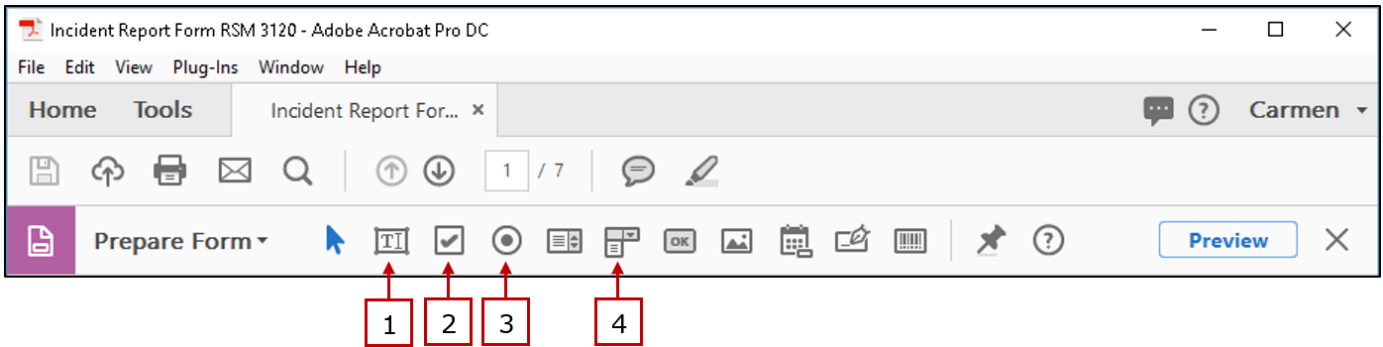 Incident Report Form RSM 3120 - Adobe Acrobat Pro DC
File Edit View Plug-Ins Window Help
Home Tools Incident Report For... × Carmen
1 / 7
Prepare Form TI OK Preview
1 2 3 4